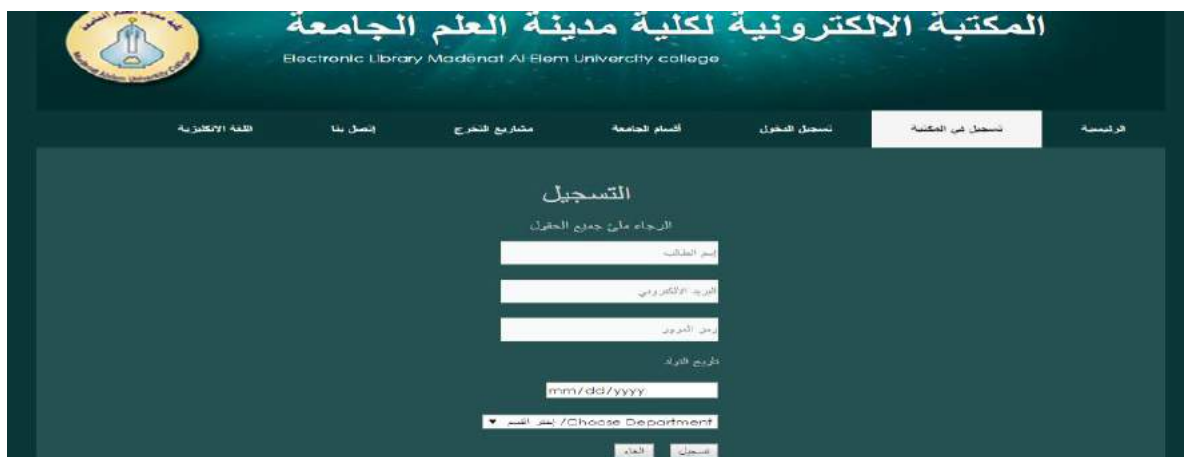 المكتبة الالكترونية لكلية مدينة العلم الجامعة
Electronic Library Madenat Al-Elem Univercity college
الرئيسية
تسجيل في المكتبة
تسجيل الدخول
أقسام الجامعة
مشاريع التخرج
إتصل بنا
اللغة الانكليزية
التسجيل
الرجاء ملئ جميع الحقول
إسم الطالب
البريد الالكتروني
رمز المرور
تاريخ التولد
mm/dd/yyyy
إختر القسم /Choose Department
تسجيل
الغاء